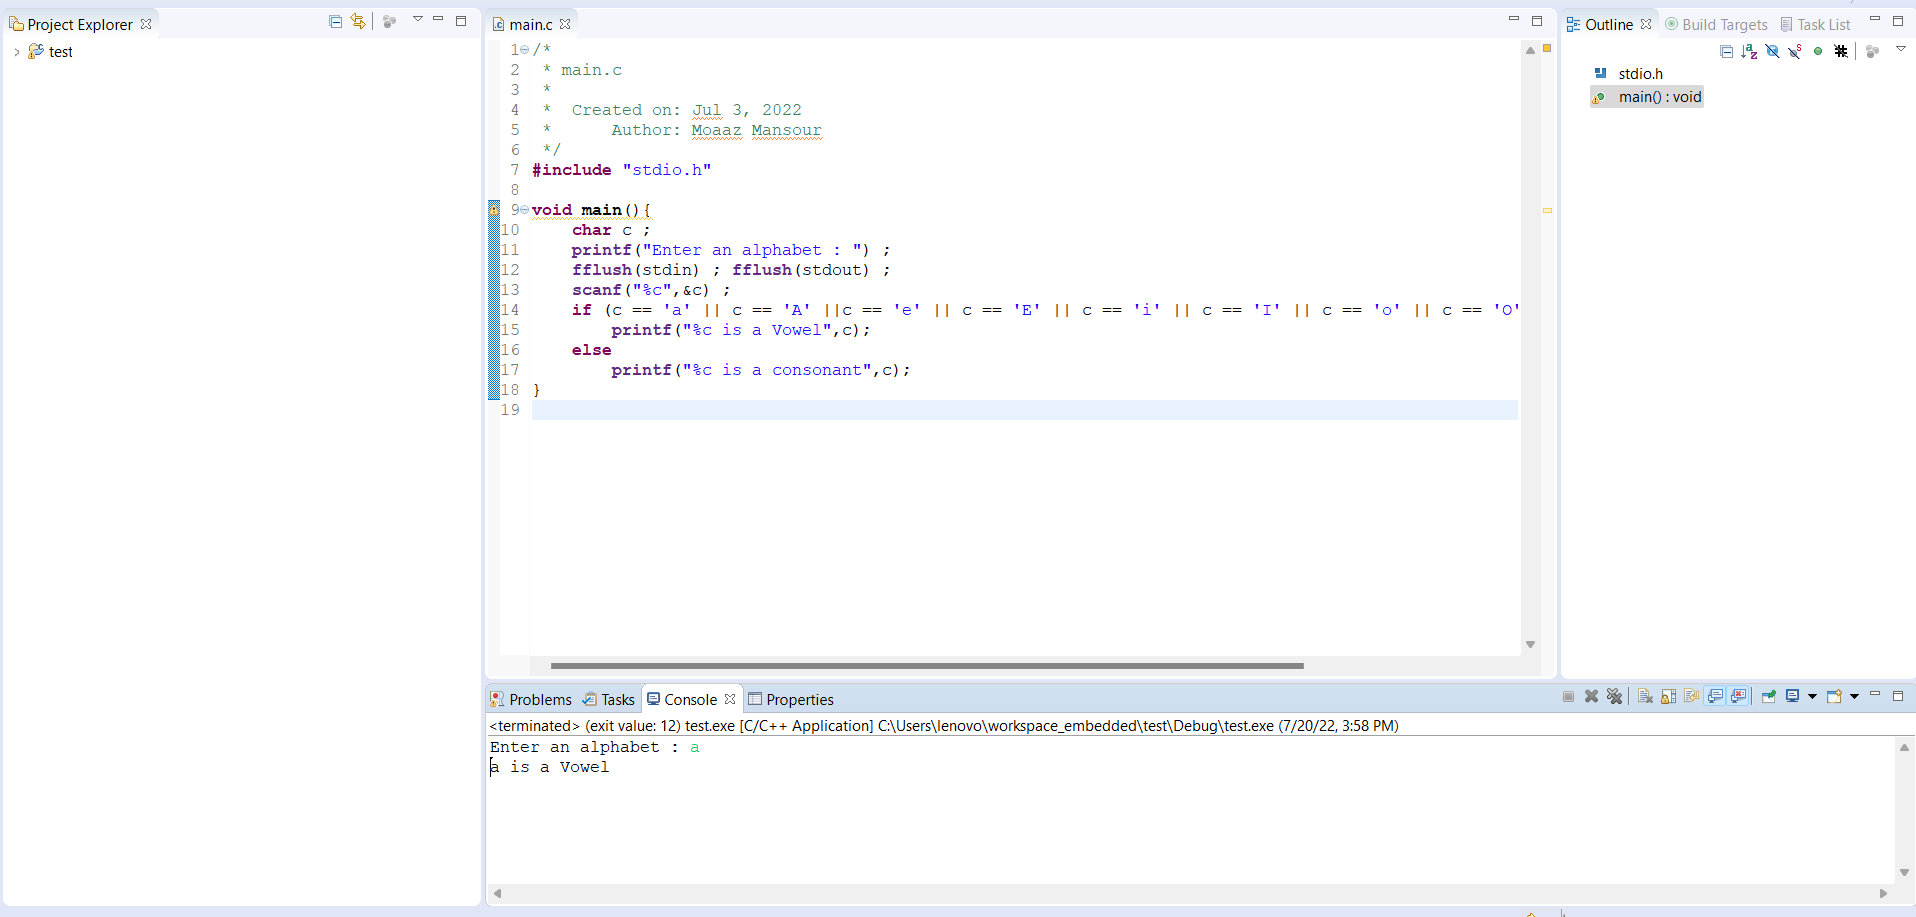 Project Explorer
test
main.c
1 /*
2  * main.c
3  *
4  *  Created on: Jul 3, 2022
5  *      Author: Moaaz Mansour
6  */
7 #include "stdio.h"
8
9 void main(){
10     char c ;
11     printf("Enter an alphabet : ") ;
12     fflush(stdin) ; fflush(stdout) ;
13     scanf("%c",&c) ;
14     if (c == 'a' || c == 'A' ||c == 'e' || c == 'E' || c == 'i' || c == 'I' || c == 'o' || c == 'O'
15         printf("%c is a Vowel",c);
16     else
17         printf("%c is a consonant",c);
18 }
19
Outline Build Targets Task List
stdio.h
main() : void
Problems Tasks Console Properties
<terminated> (exit value: 12) test.exe [C/C++ Application] C:\Users\lenovo\workspace_embedded\test\Debug\test.exe (7/20/22, 3:58 PM)
Enter an alphabet : a
a is a Vowel